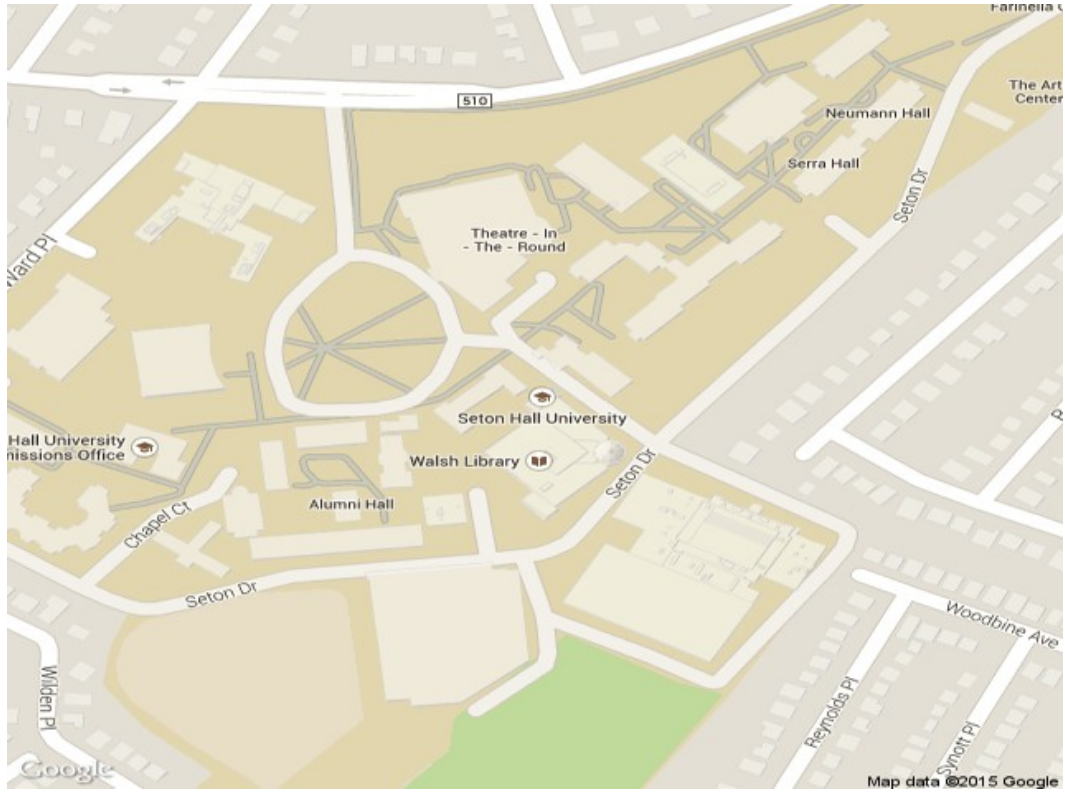 Farinella C
510
The Art
Center
Neumann Hall
Serra Hall
Seton Dr
Theatre - In
- The - Round
Ward Pl
Seton Hall University
Hall University
missions Office
Walsh Library
Seton Dr
Alumni Hall
Chapel Ct
Seton Dr
Woodbine Ave
Wilden Pl
Reynolds Pl
Synott Pl
Google
Map data ©2015 Google